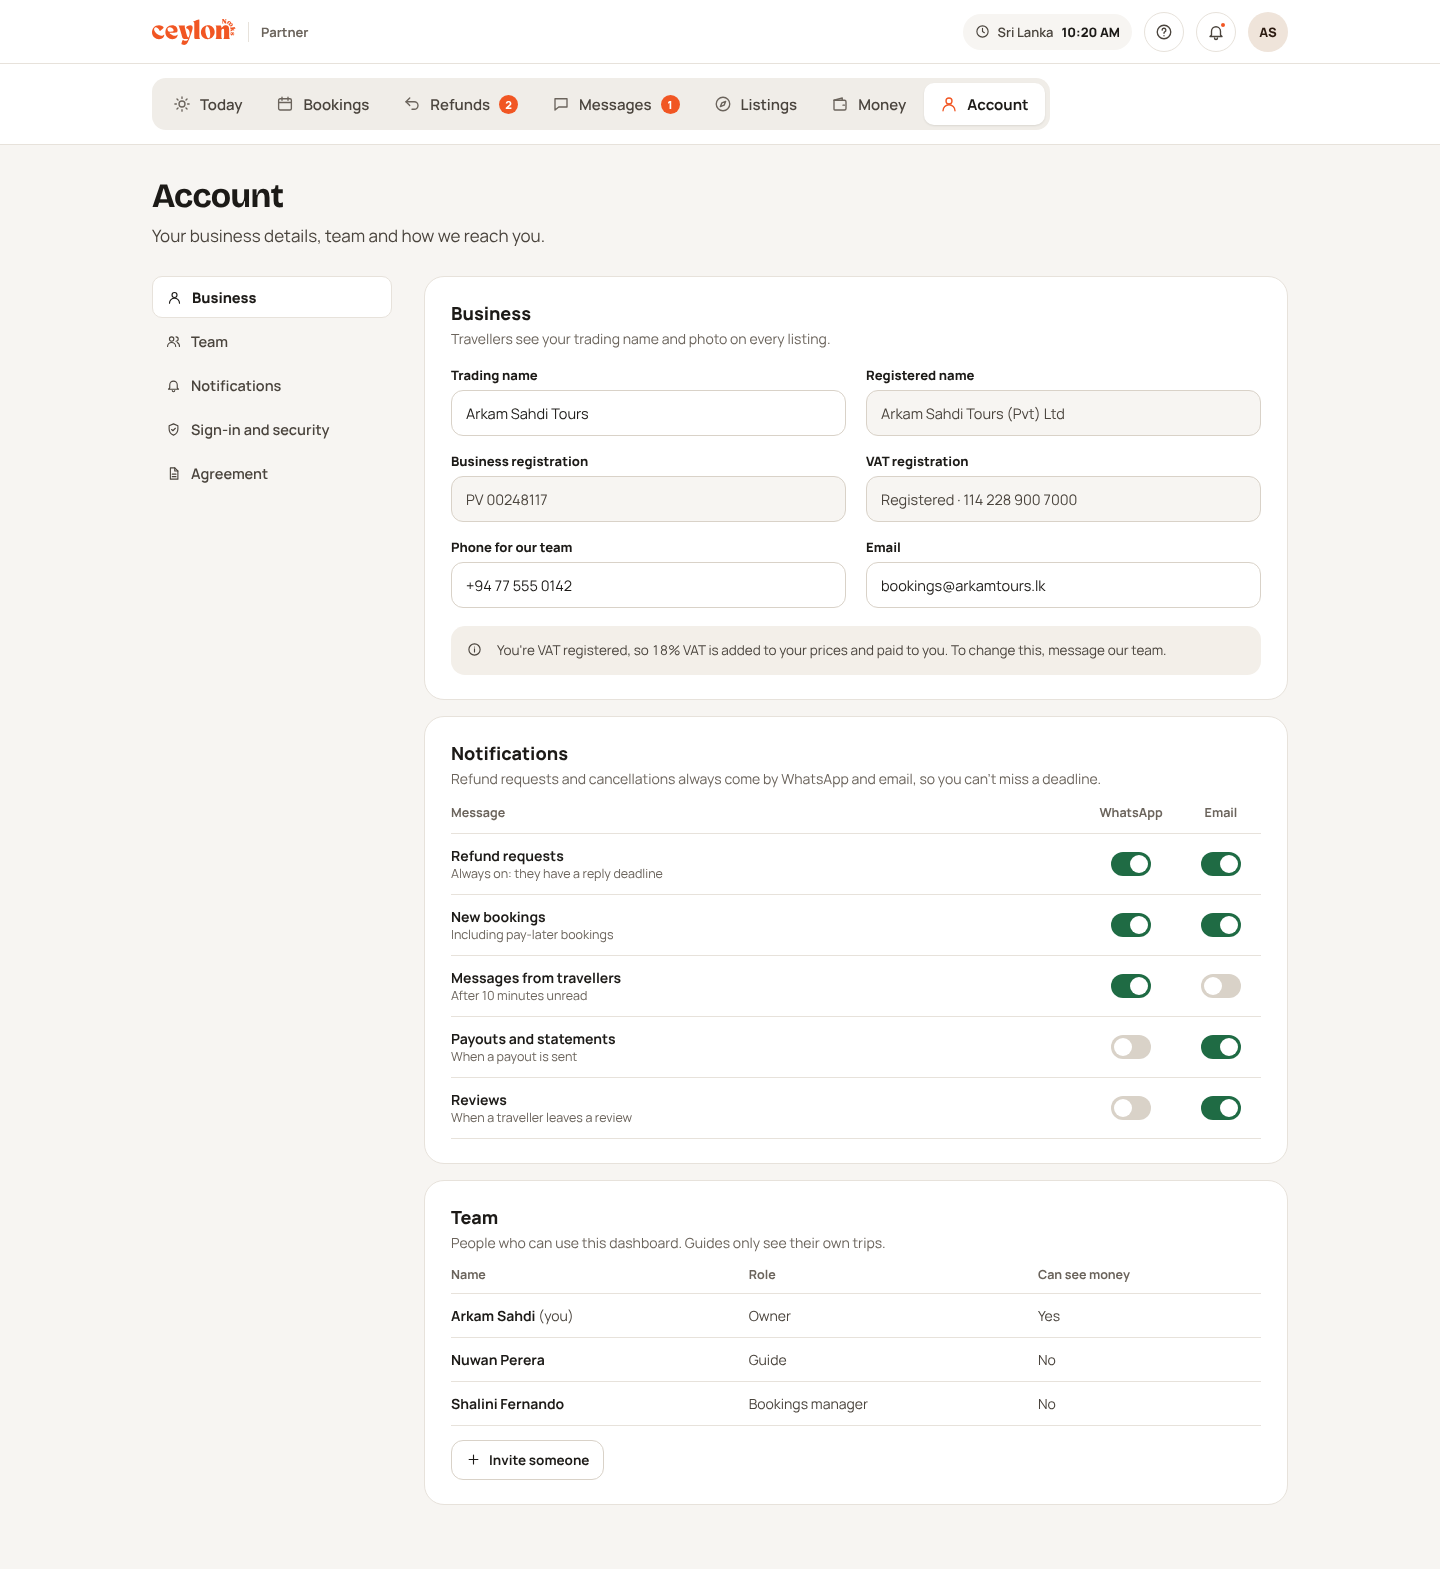 ceylon
Partner
Sri Lanka 10:20 AM
AS
Today
Bookings
Refunds 2
Messages 1
Listings
Money
Account
Account
Your business details, team and how we reach you.
Business
Team
Notifications
Sign-in and security
Agreement
Business
Travellers see your trading name and photo on every listing.
Trading name
Registered name
Arkam Sahdi Tours
Arkam Sahdi Tours (Pvt) Ltd
Business registration
VAT registration
PV 00248117
Registered · 114 228 900 7000
Phone for our team
Email
+94 77 555 0142
bookings@arkamtours.lk
You're VAT registered, so 18% VAT is added to your prices and paid to you. To change this, message our team.
Notifications
Refund requests and cancellations always come by WhatsApp and email, so you can't miss a deadline.
Message WhatsApp Email
Refund requests
Always on: they have a reply deadline
New bookings
Including pay-later bookings
Messages from travellers
After 10 minutes unread
Payouts and statements
When a payout is sent
Reviews
When a traveller leaves a review
Team
People who can use this dashboard. Guides only see their own trips.
Name Role Can see money
Arkam Sahdi (you) Owner Yes
Nuwan Perera Guide No
Shalini Fernando Bookings manager No
Invite someone